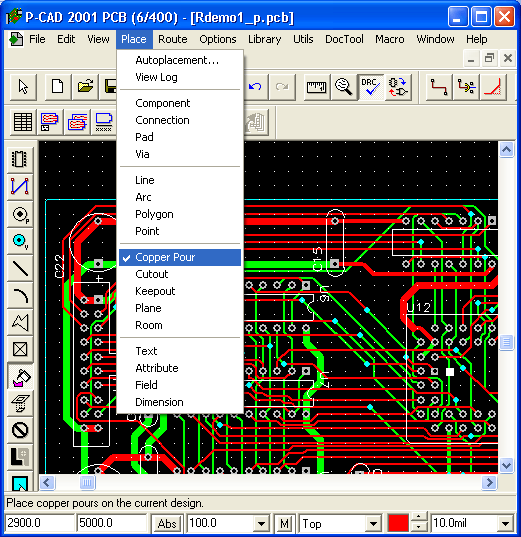 P-CAD 2001 PCB (6/400) - [Rdemo1_p.pcb]
File Edit View Place Route Options Library Utils DocTool Macro Window Help
Autoplacement...
View Log
DRC
Component
Connection
Pad
Via
Line
Arc
Polygon
Point
Copper Pour
Cutout
Keepout
Plane
Room
Text
Attribute
Field
Dimension
C22
C15
U6
U12
U7
Place copper pours on the current design.
2900.0 5000.0 Abs 100.0 M Top 10.0mil